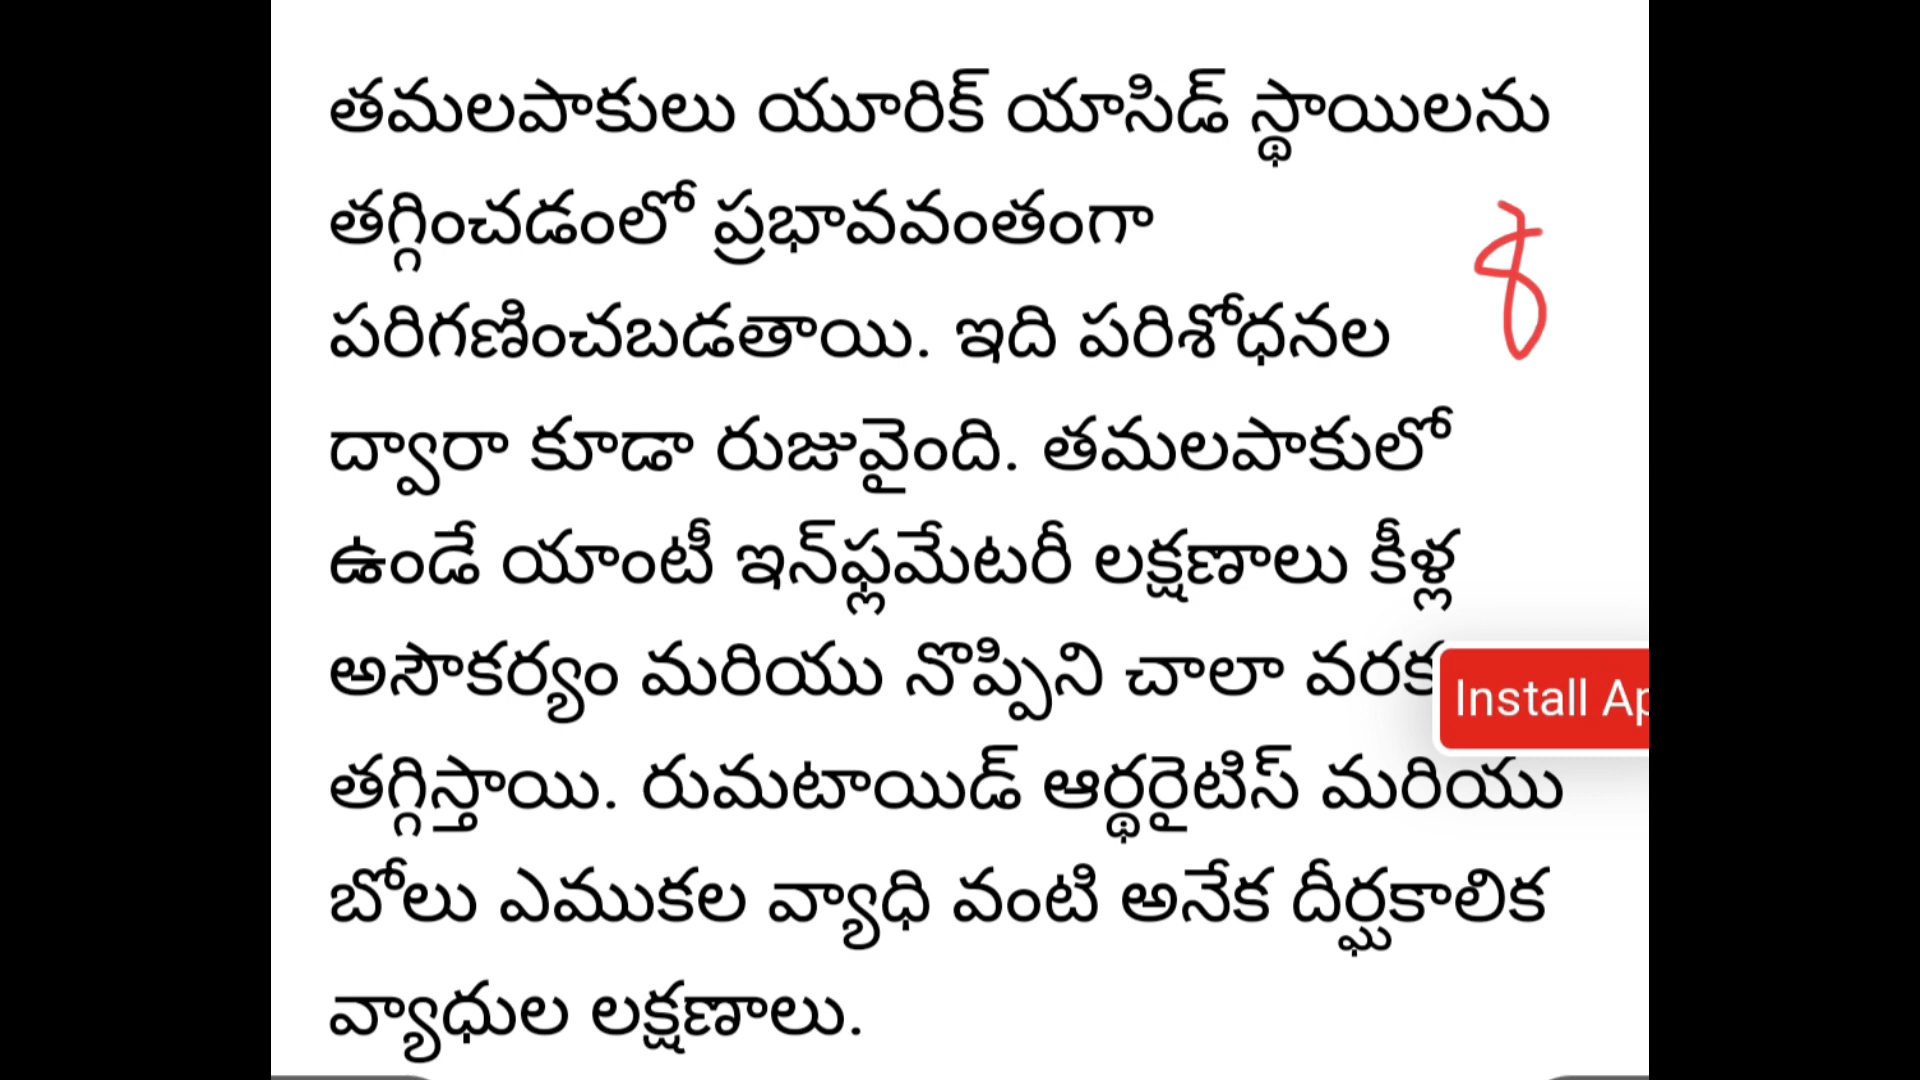 తమలపాకులు యూరిక్ యాసిడ్ స్థాయిలను
తగ్గించడంలో ప్రభావవంతంగా
8
పరిగణించబడతాయి. ఇది పరిశోధనల
ద్వారా కూడా రుజువైంది. తమలపాకులో
ఉండే యాంటీ ఇన్‌ఫ్లమేటరీ లక్షణాలు కీళ్ల
అసౌకర్యం మరియు నొప్పిని చాలా వరక
Install Ap
తగ్గిస్తాయి. రుమటాయిడ్ ఆర్థరైటిస్ మరియు
బోలు ఎముకల వ్యాధి వంటి అనేక దీర్ఘకాలిక
వ్యాధుల లక్షణాలు.